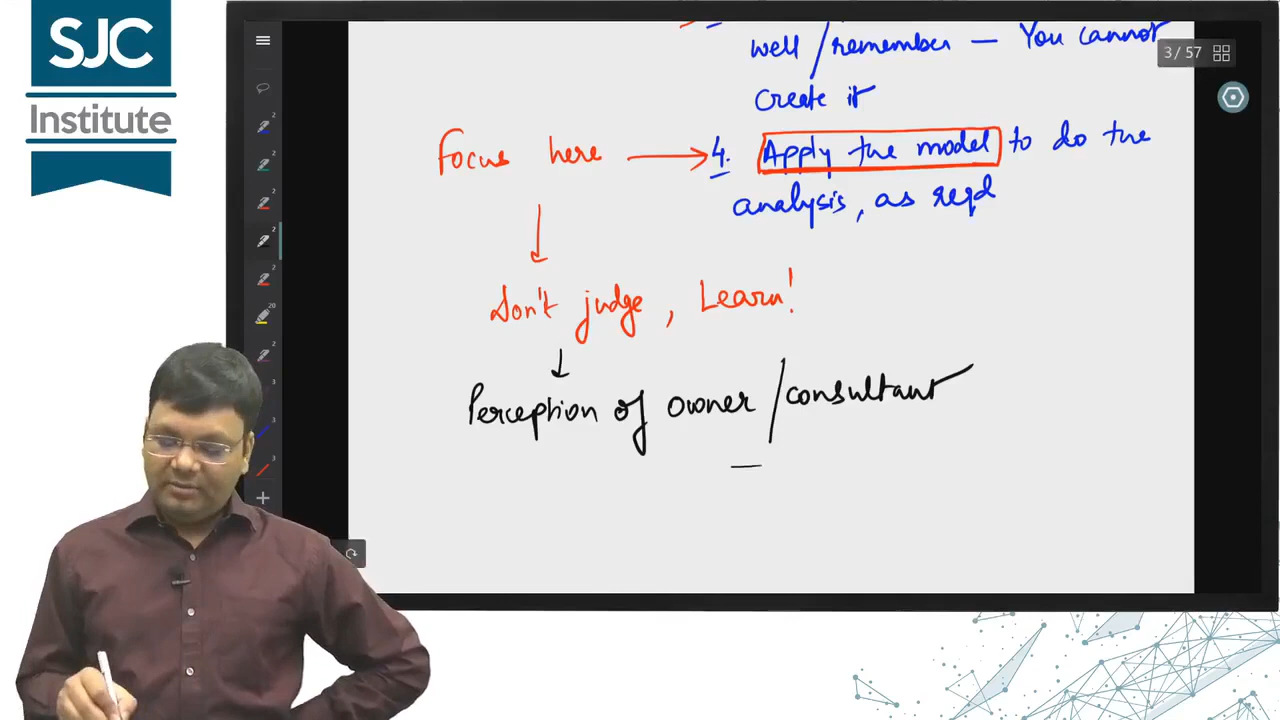 SJC
Institute
3 / 57
well/remember — You cannot
create it
Focus here → 4. Apply the model to do the
analysis, as reqd
Don't judge, Learn!
Perception of owner/consultant